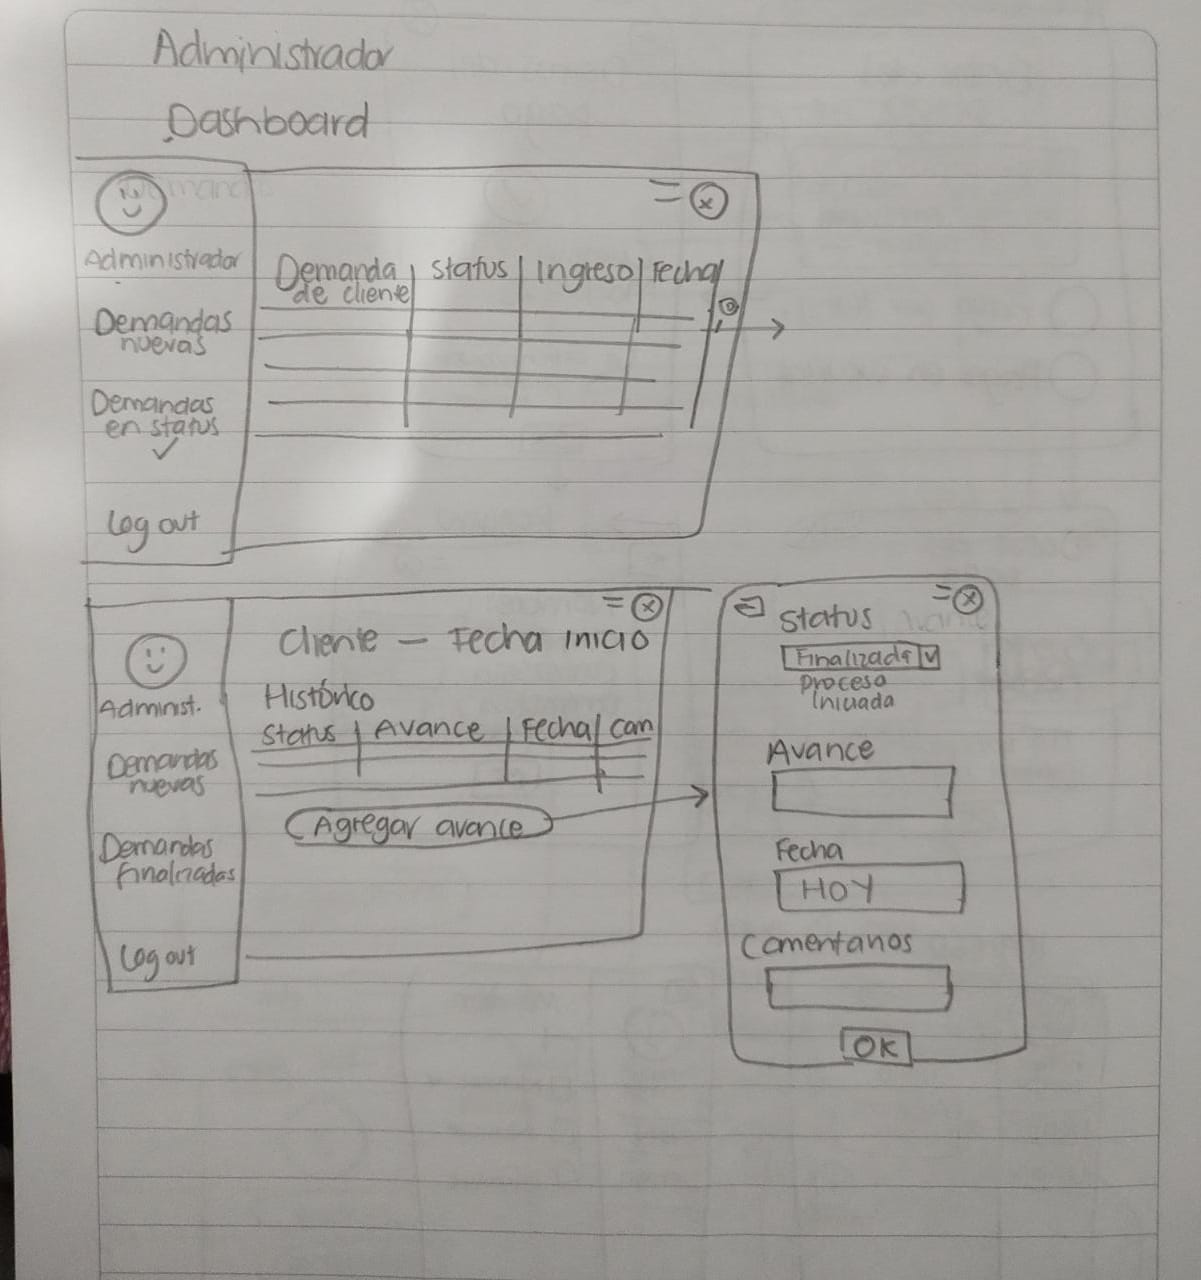 Administrador
Dashboard
Administrador
Demandas
nuevas
Demandas
en status
Log out
Demanda
de cliente
Status
Ingreso
Fecha
Administ.
Demandas
nuevas
Demandas
finalizadas
Log out
Cliente — Fecha inicio
Histórico
Status
Avance
Fecha
Com
Agregar avance
Status
Finalizada
Proceso
Iniciada
Avance
Fecha
HOY
Comentarios
OK